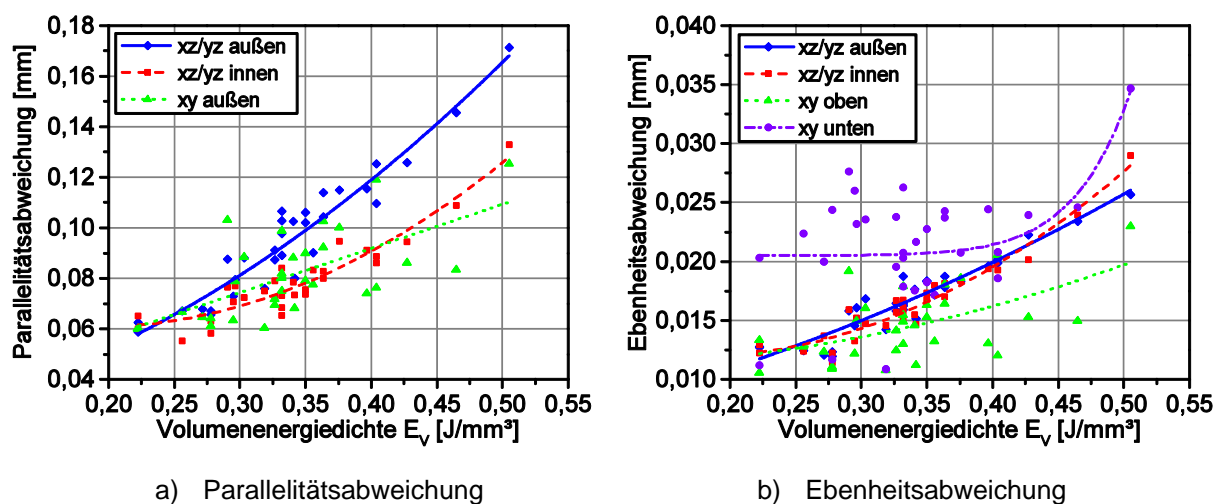 0,18
0,16
0,14
0,12
0,10
0,08
0,06
0,04
Parallelitätsabweichung [mm]
xz/yz außen
xz/yz innen
xy außen
0,20 0,25 0,30 0,35 0,40 0,45 0,50 0,55
Volumenenergiedichte E_V [J/mm³]
a) Parallelitätsabweichung
0,040
0,035
0,030
0,025
0,020
0,015
0,010
Ebenheitsabweichung [mm]
xz/yz außen
xz/yz innen
xy oben
xy unten
0,20 0,25 0,30 0,35 0,40 0,45 0,50 0,55
Volumenenergiedichte E_V [J/mm³]
b) Ebenheitsabweichung